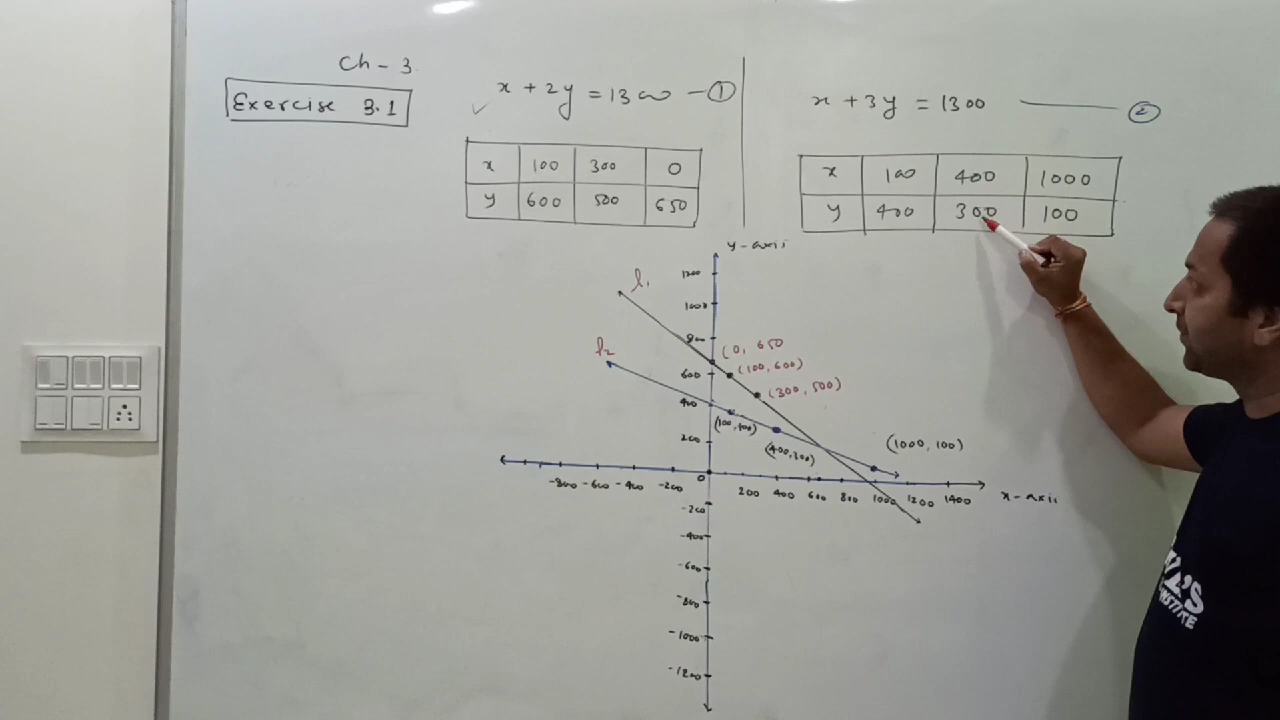 Ch - 3
Exercise 3.1
x + 2y = 1300 — ①
x 100 300 0
y 600 500 650
x + 3y = 1300 — ②
x 100 400 1000
y 400 300 100
y-axis
1200
1000
800
600
400
200
0
-200
-400
-600
-800
-1000
-1200
l₁
l₂
(0, 650
(100, 600)
(300, 500)
(100, 400)
(400, 300)
(1000, 100)
-800 -600 -400 -200
200 400 600 800 1000 1200 1400
x-axis